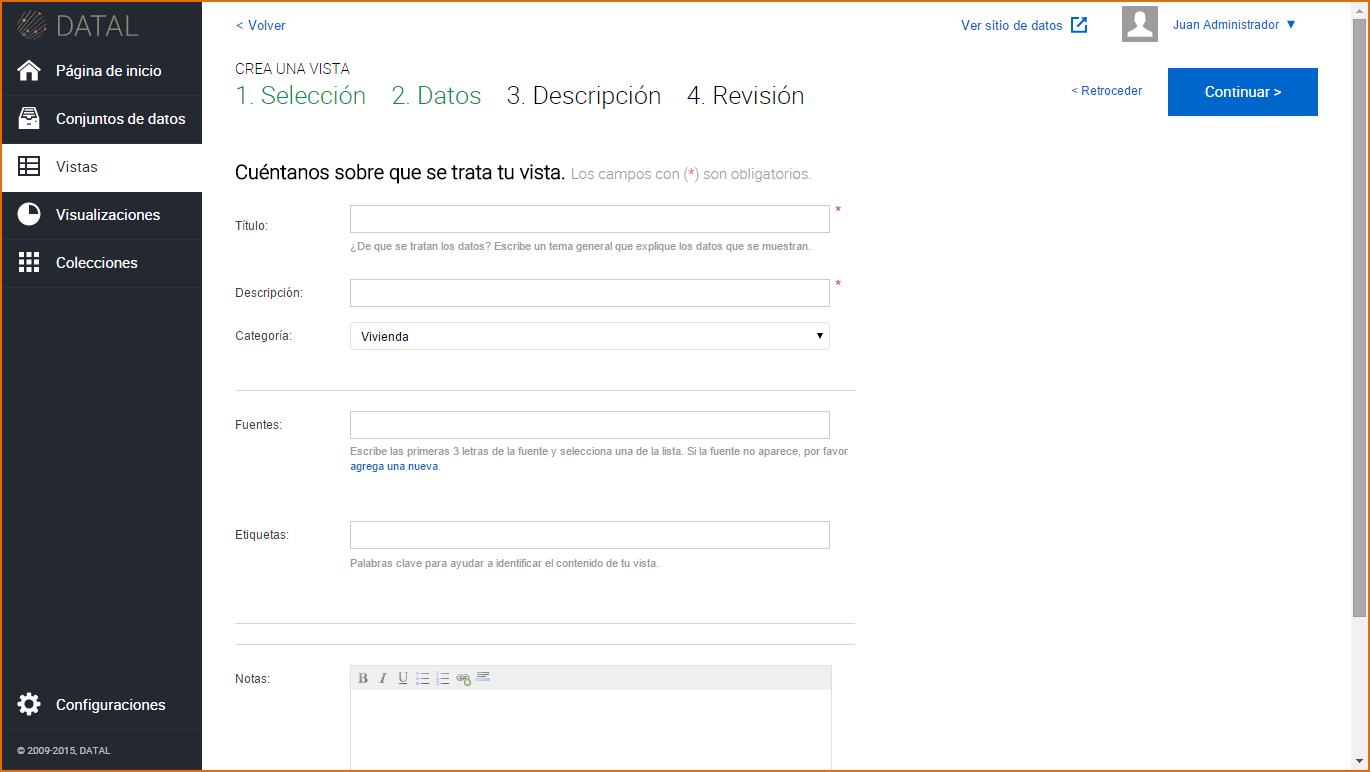 DATAL
Página de inicio
Conjuntos de datos
Vistas
Visualizaciones
Colecciones
Configuraciones
© 2009-2015, DATAL
< Volver
Ver sitio de datos
Juan Administrador ▼
CREA UNA VISTA
1. Selección 2. Datos 3. Descripción 4. Revisión
< Retroceder
Continuar >
Cuéntanos sobre que se trata tu vista. Los campos con (*) son obligatorios.
Título: *
¿De que se tratan los datos? Escribe un tema general que explique los datos que se muestran.
Descripción: *
Categoría: Vivienda
Fuentes:
Escribe las primeras 3 letras de la fuente y selecciona una de la lista. Si la fuente no aparece, por favor
agrega una nueva.
Etiquetas:
Palabras clave para ayudar a identificar el contenido de tu vista.
Notas:
B I U